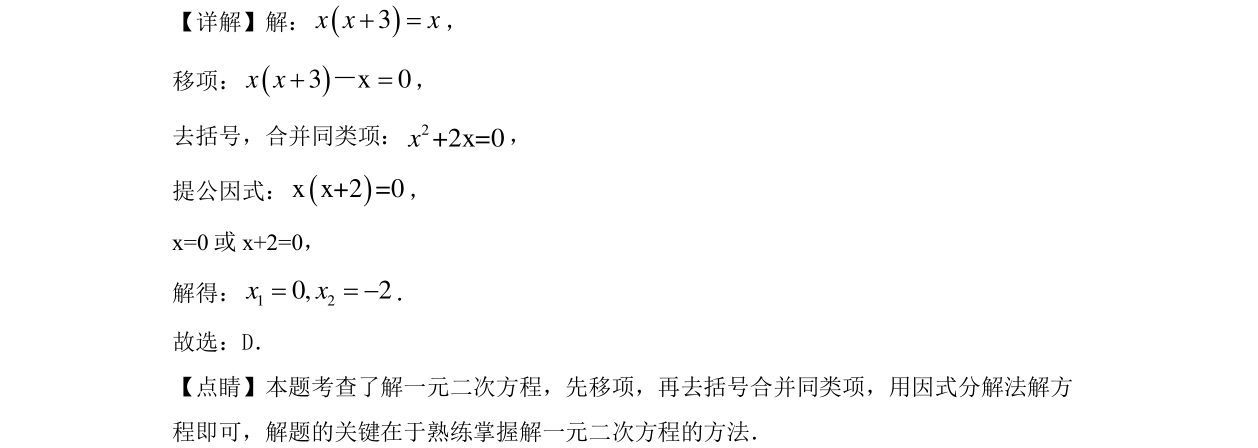 【详解】解：x(x+3)=x，
移项：x(x+3)－x=0，
去括号，合并同类项：x²+2x=0，
提公因式：x(x+2)=0，
x=0 或 x+2=0，
解得：x₁=0, x₂=−2．
故选：D．
【点睛】本题考查了解一元二次方程，先移项，再去括号合并同类项，用因式分解法解方
程即可，解题的关键在于熟练掌握解一元二次方程的方法．